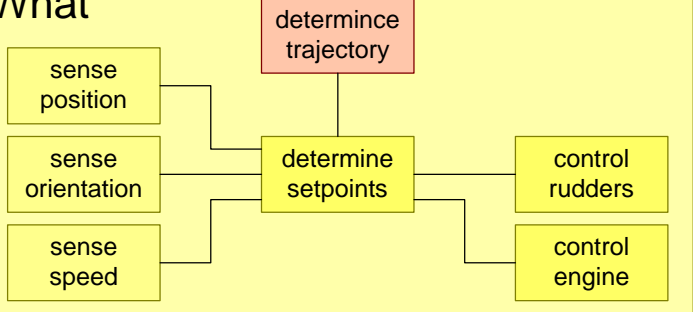 What
determince
trajectory
sense
position
sense
orientation
determine
setpoints
control
rudders
sense
speed
control
engine